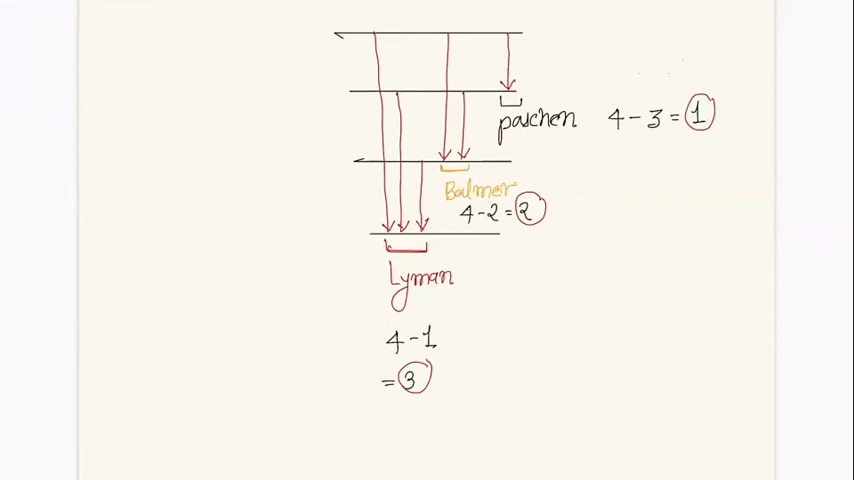 paschen 4-3 = 1
Balmer
4-2 = 2
Lyman
4-1
= 3